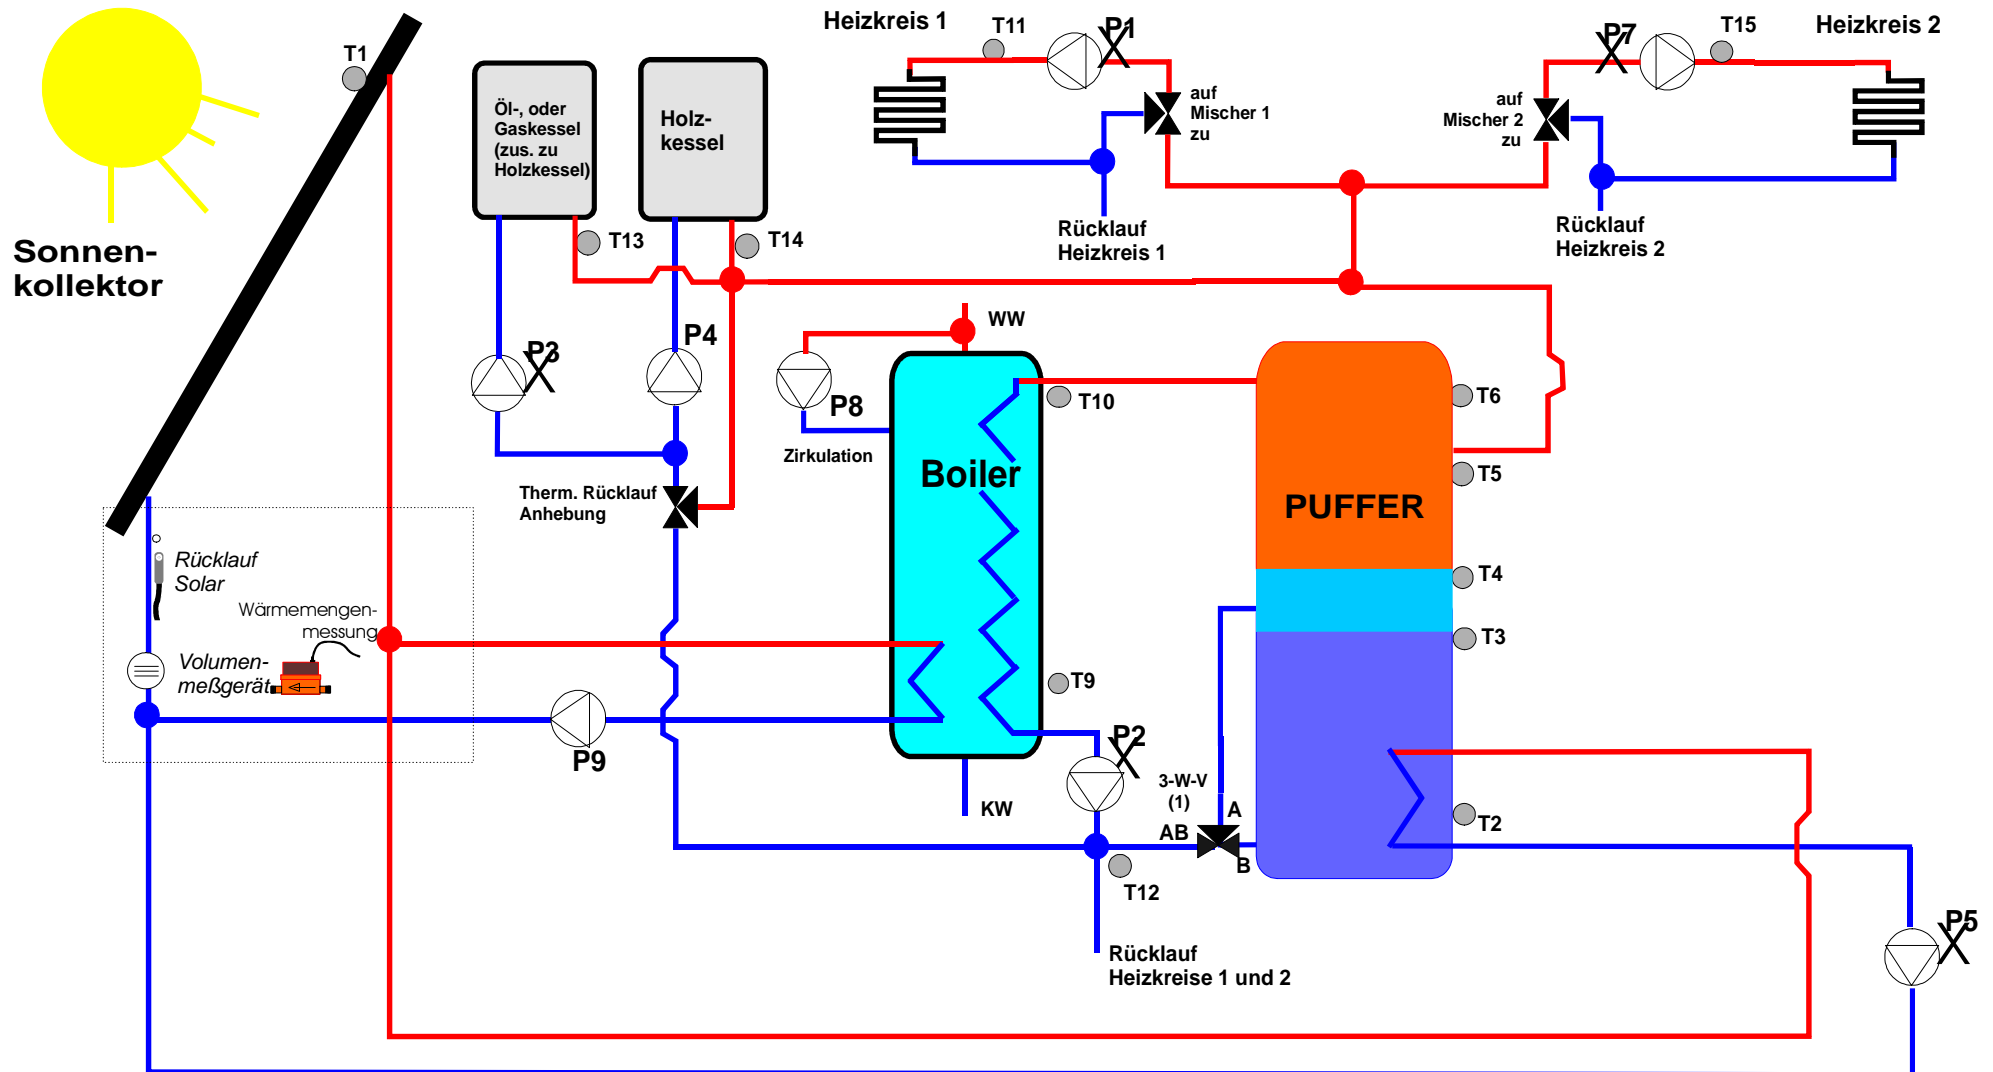 Heizkreis 1
T11
P1
P7
T15
Heizkreis 2
T1
Öl-, oder
Gaskessel
(zus. zu
Holzkessel)
Holz-
kessel
auf
Mischer 1
zu
auf
Mischer 2
zu
Sonnen-
kollektor
T13
T14
Rücklauf
Heizkreis 1
Rücklauf
Heizkreis 2
WW
P3
P4
P8
Zirkulation
T10
T6
Boiler
T5
PUFFER
Therm. Rücklauf
Anhebung
Rücklauf
Solar
T4
Wärmemengen-
messung
T3
Volumen-
meßgerät
T9
P9
P2
3-W-V
(1)
A
KW
AB
B
T2
T12
P5
Rücklauf
Heizkreise 1 und 2